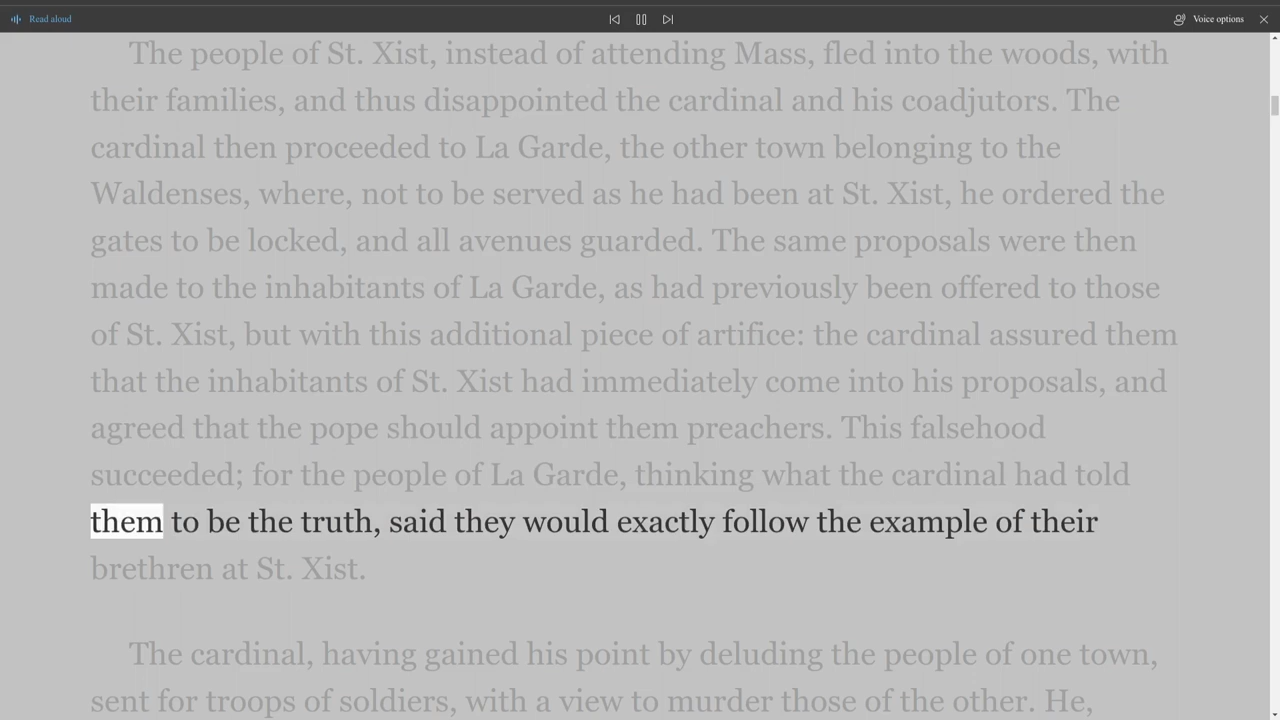 Read aloud
Voice options
The people of St. Xist, instead of attending Mass, fled into the woods, with
their families, and thus disappointed the cardinal and his coadjutors. The
cardinal then proceeded to La Garde, the other town belonging to the
Waldenses, where, not to be served as he had been at St. Xist, he ordered the
gates to be locked, and all avenues guarded. The same proposals were then
made to the inhabitants of La Garde, as had previously been offered to those
of St. Xist, but with this additional piece of artifice: the cardinal assured them
that the inhabitants of St. Xist had immediately come into his proposals, and
agreed that the pope should appoint them preachers. This falsehood
succeeded; for the people of La Garde, thinking what the cardinal had told
them to be the truth, said they would exactly follow the example of their
brethren at St. Xist.
The cardinal, having gained his point by deluding the people of one town,
sent for troops of soldiers, with a view to murder those of the other. He,